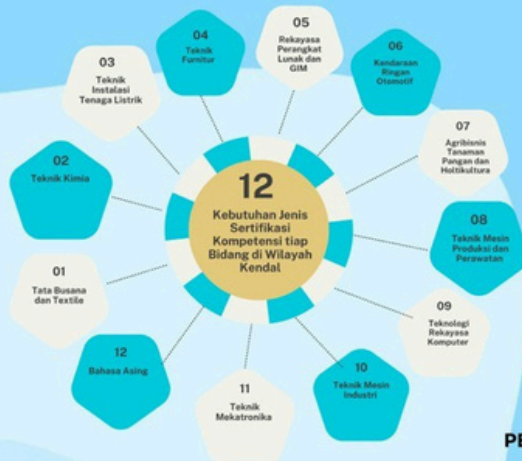 12
Kebutuhan Jenis
Sertifikasi
Kompetensi tiap
Bidang di Wilayah
Kendal
01
Tata Busana
dan Textile
02
Teknik Kimia
03
Teknik
Instalasi
Tenaga Listrik
04
Teknik
Furnitur
05
Rekayasa
Perangkat
Lunak dan
GIM
06
Kendaraan
Ringan
Otomotif
07
Agribisnis
Tanaman
Pangan dan
Holtikultura
08
Teknik Mesin
Produksi dan
Perawatan
09
Teknologi
Rekayasa
Komputer
10
Teknik Mesin
Industri
11
Teknik
Mekatronika
12
Bahasa Asing
PE